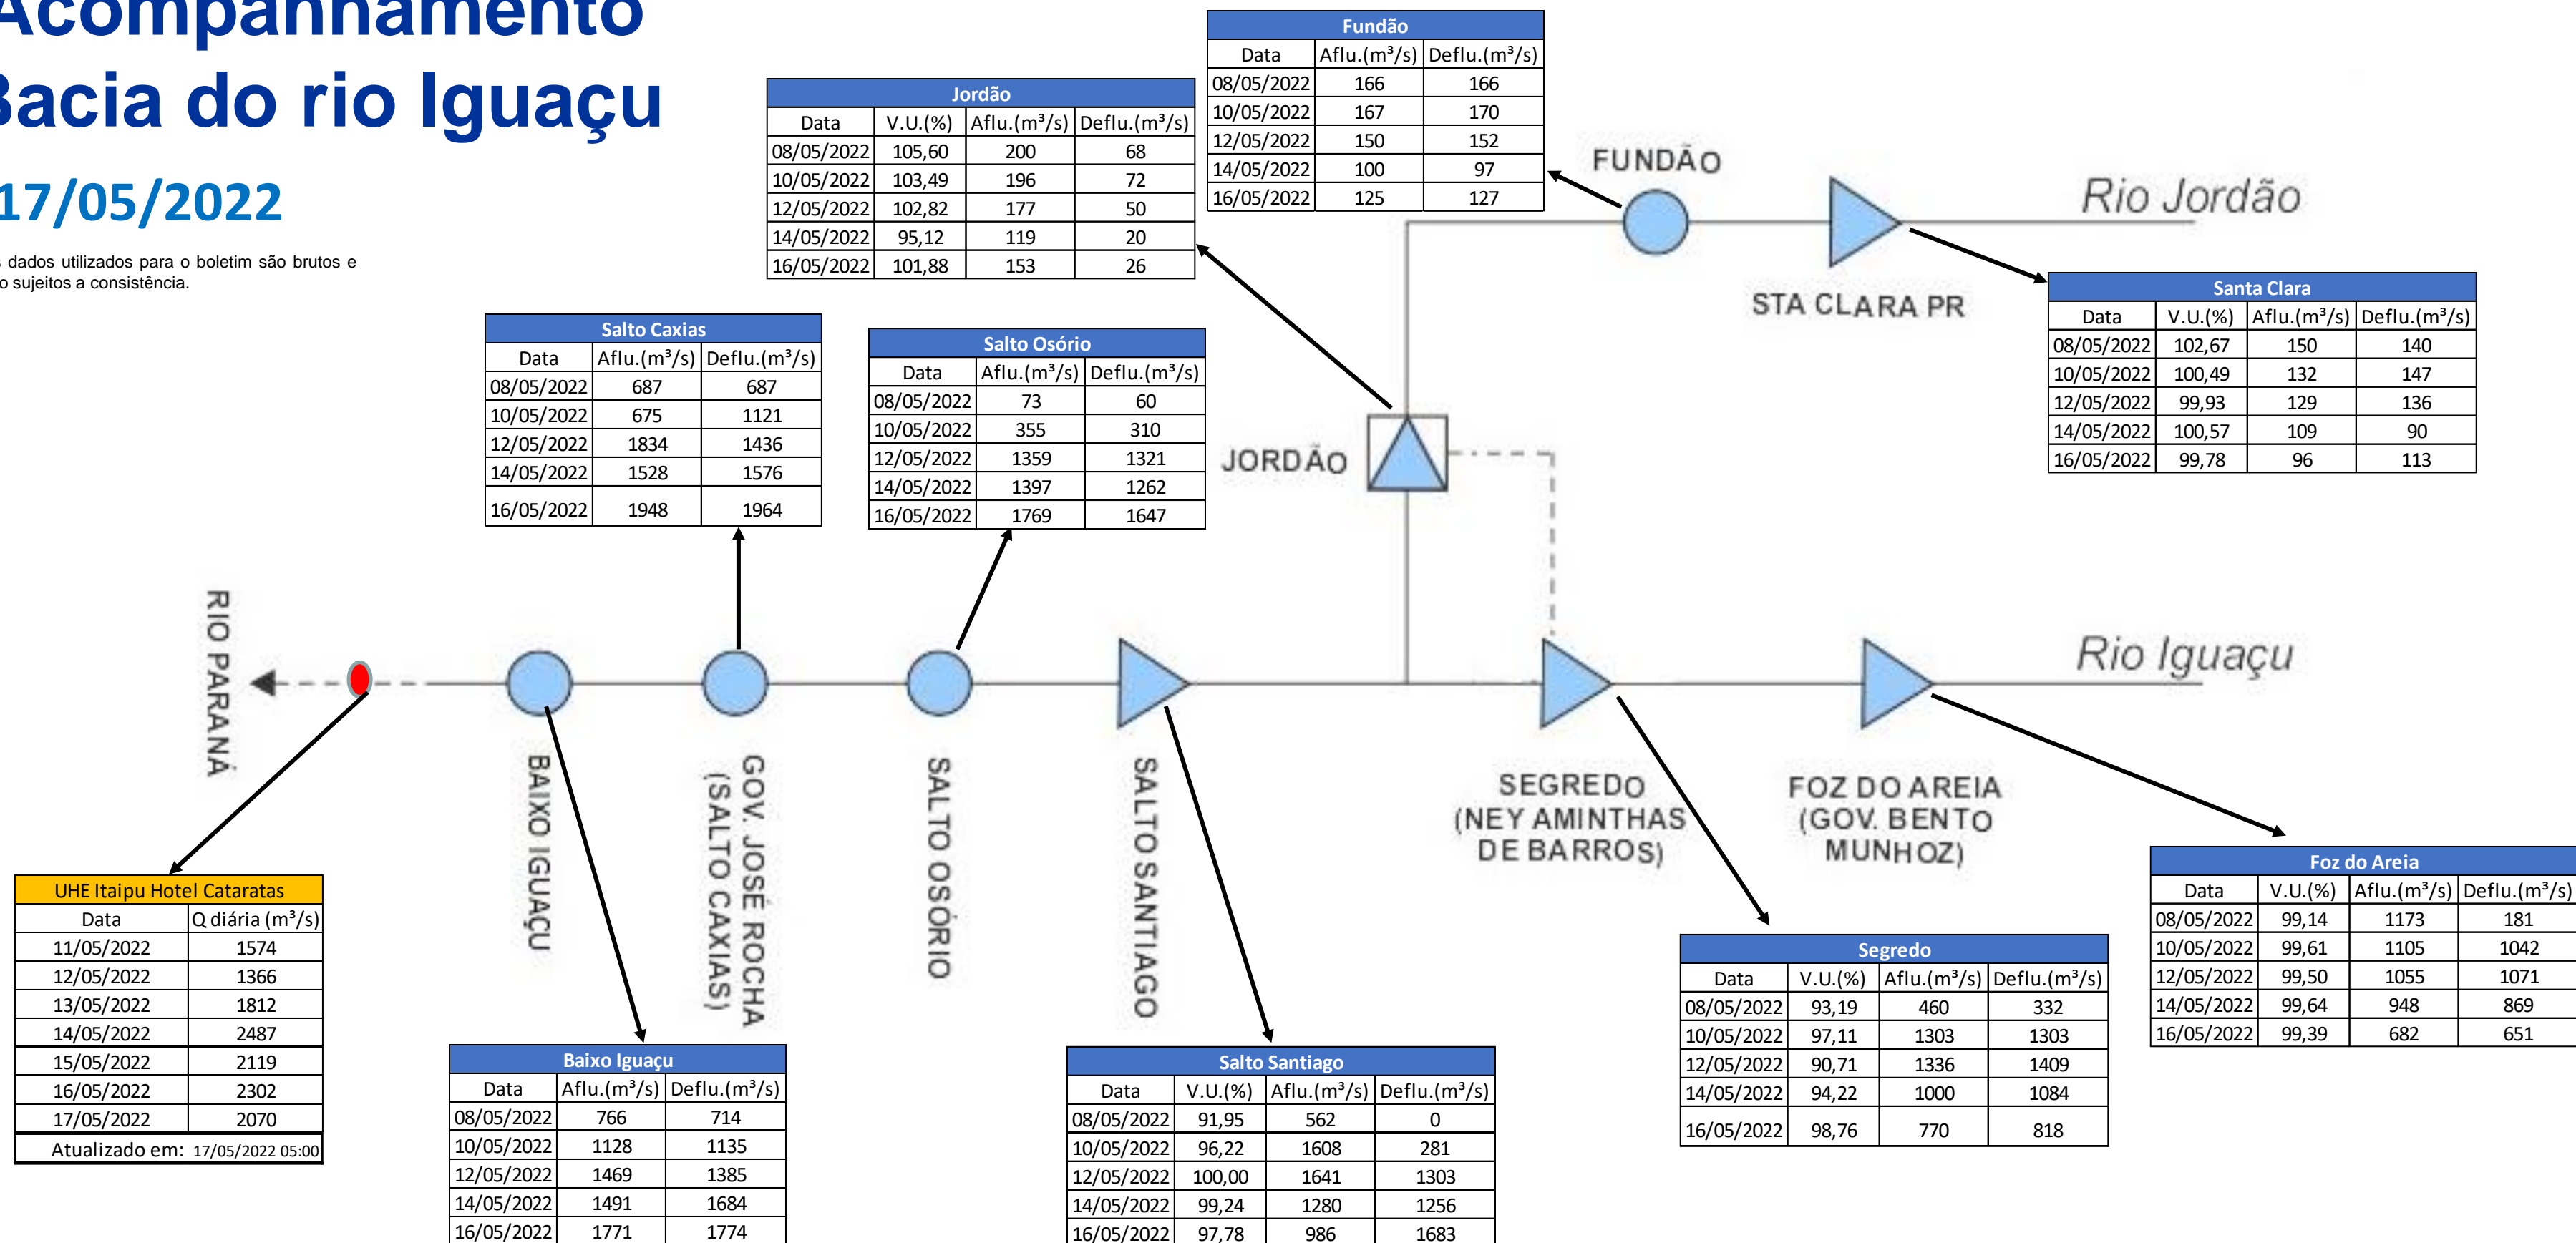 Acompanhamento
Bacia do rio Iguaçu
17/05/2022
s dados utilizados para o boletim são brutos e
o sujeitos a consistência.
Fundão
Data Aflu.(m³/s) Deflu.(m³/s)
08/05/2022 166 166
10/05/2022 167 170
12/05/2022 150 152
14/05/2022 100 97
16/05/2022 125 127
Jordão
Data V.U.(%) Aflu.(m³/s) Deflu.(m³/s)
08/05/2022 105,60 200 68
10/05/2022 103,49 196 72
12/05/2022 102,82 177 50
14/05/2022 95,12 119 20
16/05/2022 101,88 153 26
FUNDÃO
Rio Jordão
STA CLARA PR
Santa Clara
Data V.U.(%) Aflu.(m³/s) Deflu.(m³/s)
08/05/2022 102,67 150 140
10/05/2022 100,49 132 147
12/05/2022 99,93 129 136
14/05/2022 100,57 109 90
16/05/2022 99,78 96 113
Salto Caxias
Data Aflu.(m³/s) Deflu.(m³/s)
08/05/2022 687 687
10/05/2022 675 1121
12/05/2022 1834 1436
14/05/2022 1528 1576
16/05/2022 1948 1964
Salto Osório
Data Aflu.(m³/s) Deflu.(m³/s)
08/05/2022 73 60
10/05/2022 355 310
12/05/2022 1359 1321
14/05/2022 1397 1262
16/05/2022 1769 1647
JORDÃO
RIO PARANÁ
Rio Iguaçu
BAIXO IGUAÇU
GOV. JOSÉ ROCHA
(SALTO CAXIAS)
SALTO OSÓRIO
SALTO SANTIAGO
SEGREDO
(NEY AMINTHAS
DE BARROS)
FOZ DO AREIA
(GOV. BENTO
MUNHOZ)
UHE Itaipu Hotel Cataratas
Data Q diária (m³/s)
11/05/2022 1574
12/05/2022 1366
13/05/2022 1812
14/05/2022 2487
15/05/2022 2119
16/05/2022 2302
17/05/2022 2070
Atualizado em: 17/05/2022 05:00
Baixo Iguaçu
Data Aflu.(m³/s) Deflu.(m³/s)
08/05/2022 766 714
10/05/2022 1128 1135
12/05/2022 1469 1385
14/05/2022 1491 1684
16/05/2022 1771 1774
Salto Santiago
Data V.U.(%) Aflu.(m³/s) Deflu.(m³/s)
08/05/2022 91,95 562 0
10/05/2022 96,22 1608 281
12/05/2022 100,00 1641 1303
14/05/2022 99,24 1280 1256
16/05/2022 97,78 986 1683
Segredo
Data V.U.(%) Aflu.(m³/s) Deflu.(m³/s)
08/05/2022 93,19 460 332
10/05/2022 97,11 1303 1303
12/05/2022 90,71 1336 1409
14/05/2022 94,22 1000 1084
16/05/2022 98,76 770 818
Foz do Areia
Data V.U.(%) Aflu.(m³/s) Deflu.(m³/s)
08/05/2022 99,14 1173 181
10/05/2022 99,61 1105 1042
12/05/2022 99,50 1055 1071
14/05/2022 99,64 948 869
16/05/2022 99,39 682 651